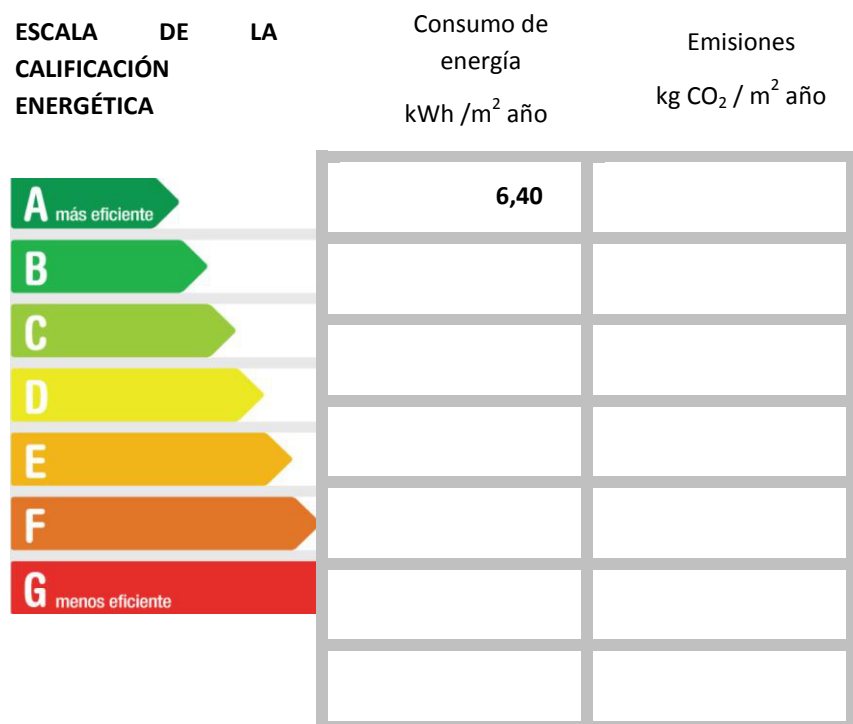 ESCALA DE LA
CALIFICACIÓN
ENERGÉTICA
Consumo de
energía
kWh /m² año
Emisiones
kg CO₂ / m² año
A más eficiente
6,40
B
C
D
E
F
G menos eficiente